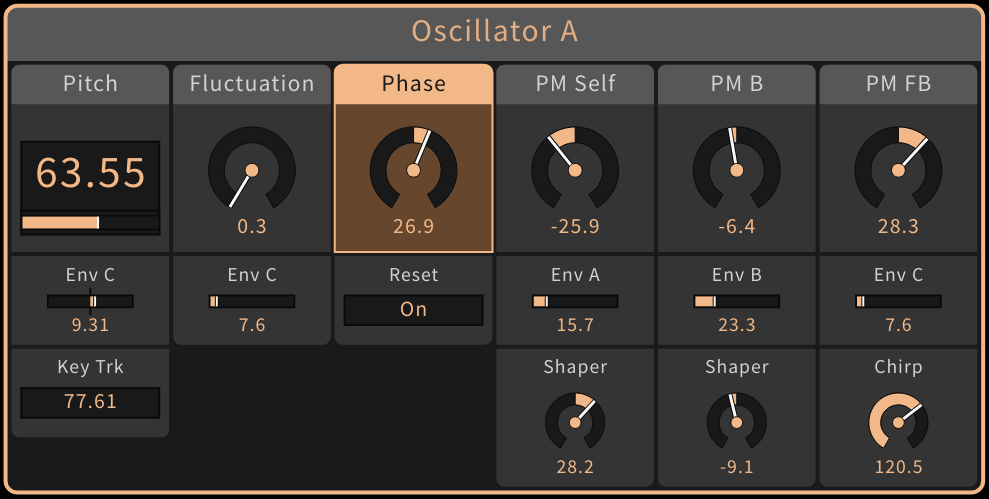 Oscillator A
Pitch Fluctuation Phase PM Self PM B PM FB
63.55
0.3 26.9 -25.9 -6.4 28.3
Env C Env C Reset Env A Env B Env C
On
9.31 7.6 15.7 23.3 7.6
Key Trk Shaper Shaper Chirp
77.61
28.2 -9.1 120.5